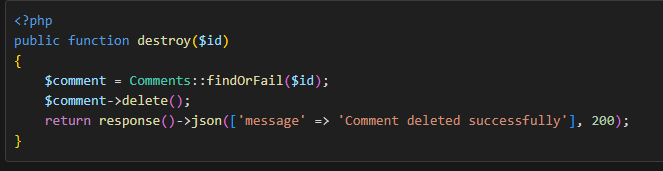 <?php
public function destroy($id)
{
    $comment = Comments::findOrFail($id);
    $comment->delete();
    return response()->json(['message' => 'Comment deleted successfully'], 200);
}